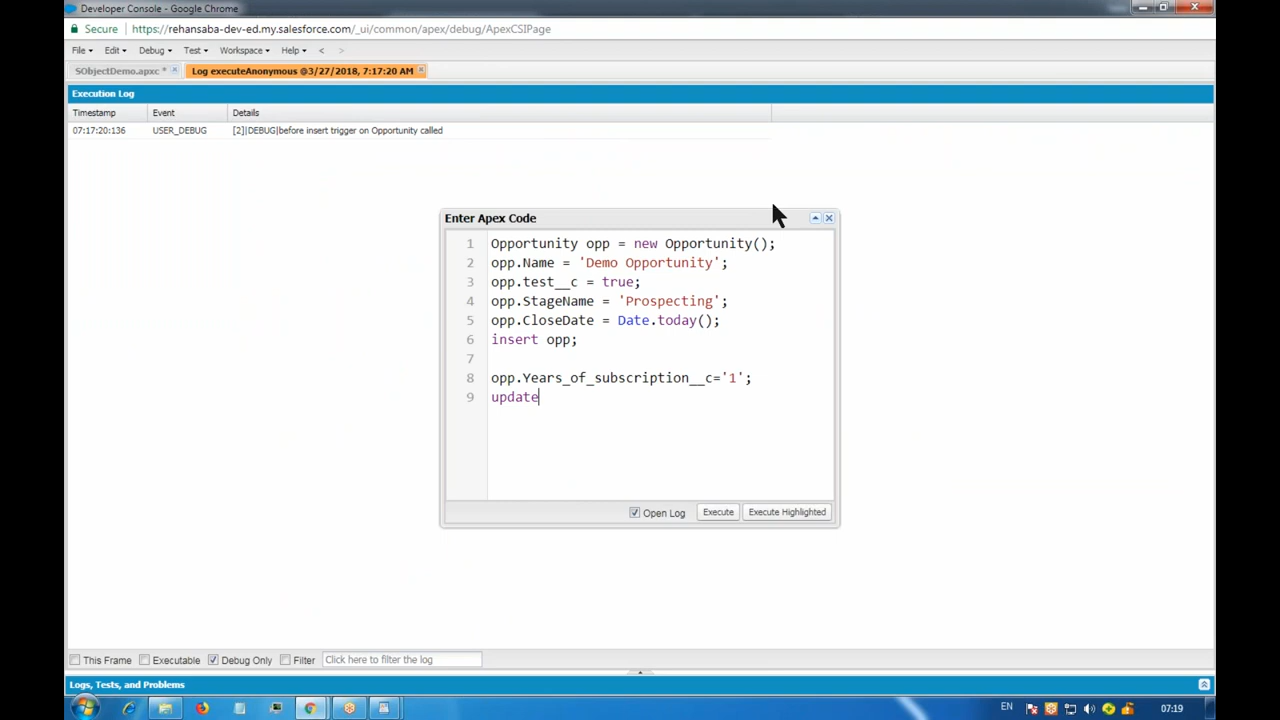 Developer Console - Google Chrome
Secure https://rehansaba-dev-ed.my.salesforce.com/_ui/common/apex/debug/ApexCSIPage
File Edit Debug Test Workspace Help < >
SObjectDemo.apxc * Log executeAnonymous @3/27/2018, 7:17:20 AM
Execution Log
Timestamp Event Details
07:17:20:136 USER_DEBUG [2]|DEBUG|before insert trigger on Opportunity called
Enter Apex Code
1 Opportunity opp = new Opportunity();
2 opp.Name = 'Demo Opportunity';
3 opp.test__c = true;
4 opp.StageName = 'Prospecting';
5 opp.CloseDate = Date.today();
6 insert opp;
7
8 opp.Years_of_subscription__c='1';
9 update
Open Log Execute Execute Highlighted
This Frame Executable Debug Only Filter Click here to filter the log
Logs, Tests, and Problems
EN 07:19